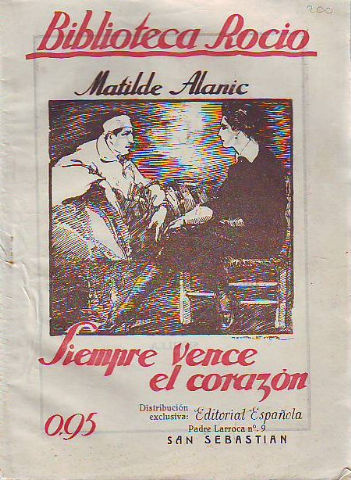 200
Biblioteca Rocio
Matilde Alanic
Siempre Vence
el corazón
0,95
Distribución
exclusiva: Editorial Española
Padre Larroca nº. 9
SAN SEBASTIAN